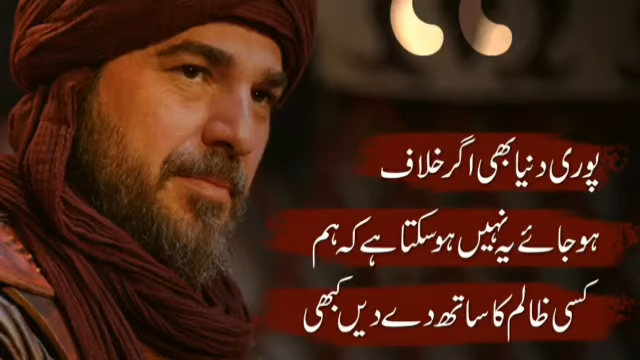 پوری دنیا بھی اگر خلاف
ہو جائے یہ نہیں ہو سکتا ہے کہ ہم
کسی ظالم کا ساتھ دے دیں کبھی